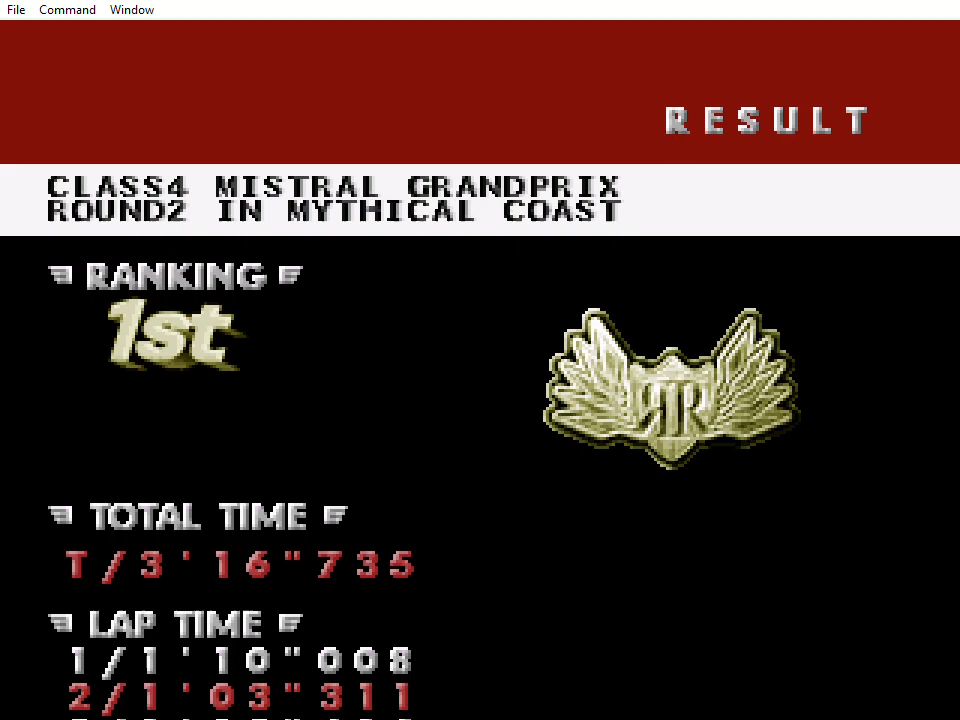 File Command Window
RESULT
CLASS4 MISTRAL GRANDPRIX
ROUND2 IN MYTHICAL COAST
RANKING
1st
RR
TOTAL TIME
T/3'16"735
LAP TIME
1/1'10"008
2/1'03"311